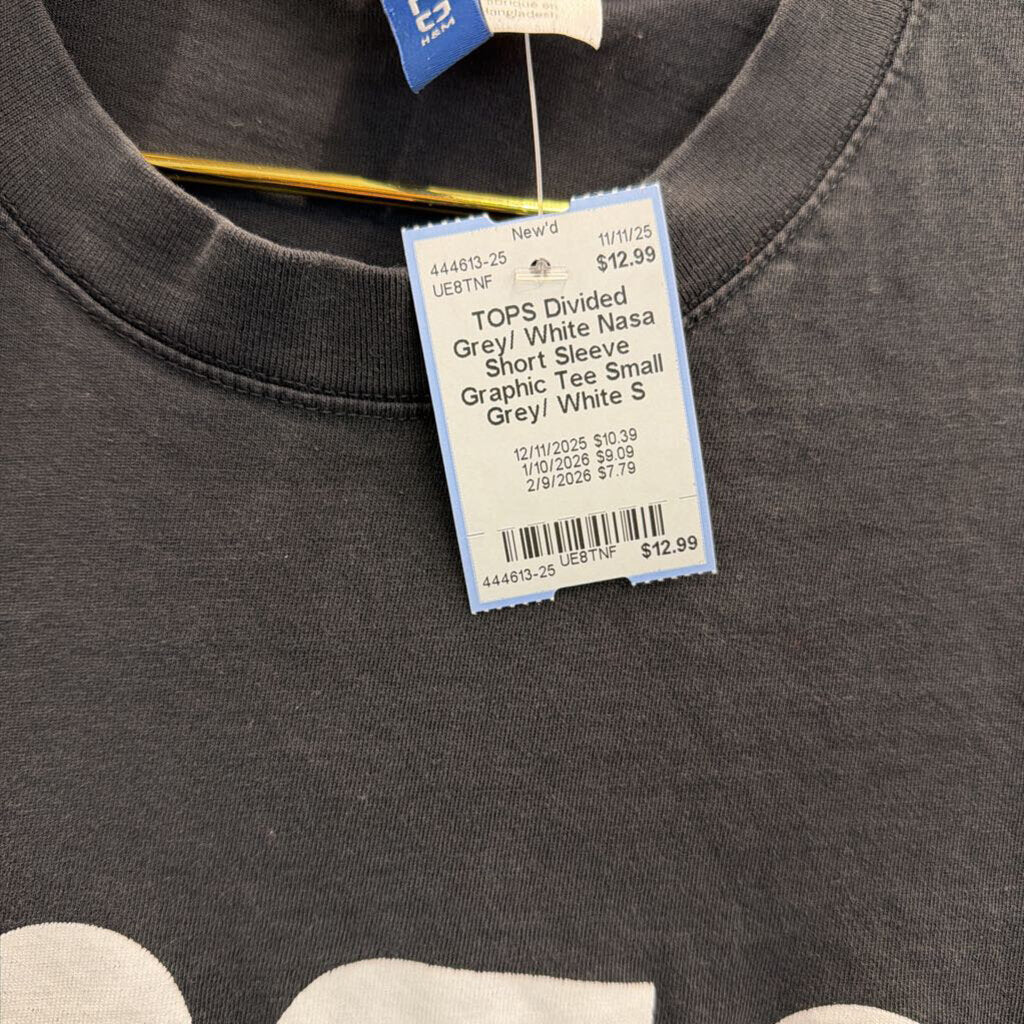 H&M
New'd
444613-25
11/11/25
UE8TNF
$12.99
TOPS Divided
Grey/ White Nasa
Short Sleeve
Graphic Tee Small
Grey/ White S
12/11/2025 $10.39
1/10/2026 $9.09
2/9/2026 $7.79
444613-25 UE8TNF $12.99